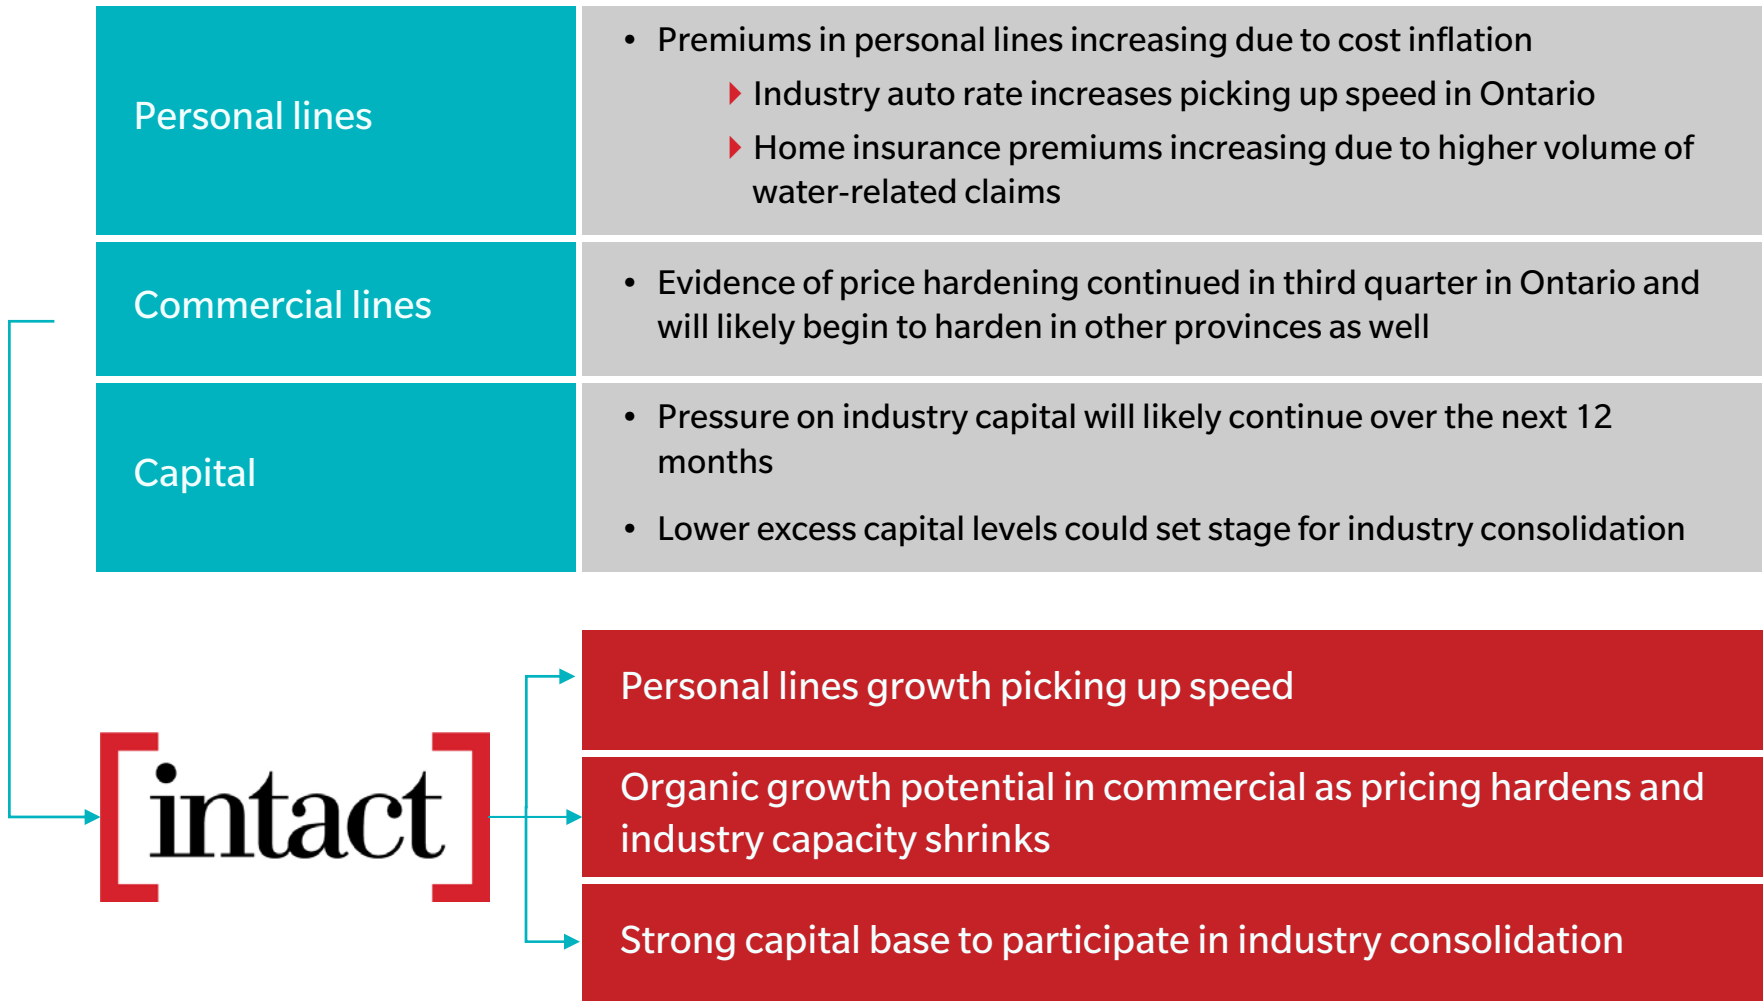 Personal lines
• Premiums in personal lines increasing due to cost inflation
Industry auto rate increases picking up speed in Ontario
Home insurance premiums increasing due to higher volume of
water-related claims
Commercial lines
• Evidence of price hardening continued in third quarter in Ontario and
will likely begin to harden in other provinces as well
Capital
• Pressure on industry capital will likely continue over the next 12
months
• Lower excess capital levels could set stage for industry consolidation
[intact]
Personal lines growth picking up speed
Organic growth potential in commercial as pricing hardens and
industry capacity shrinks
Strong capital base to participate in industry consolidation